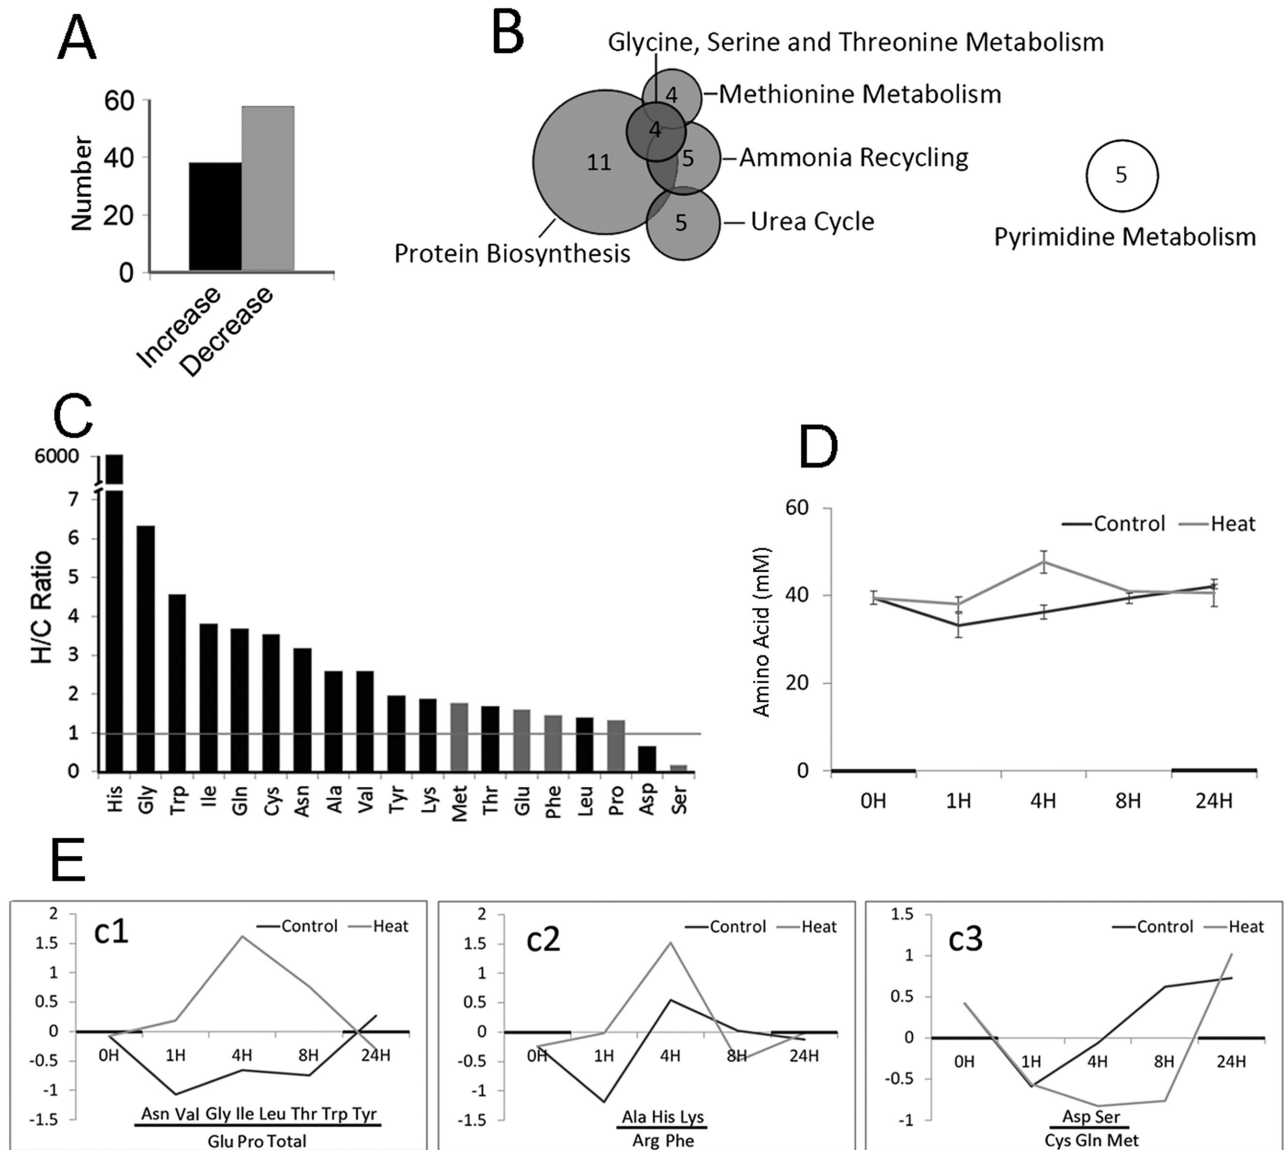 A
60
40
20
0
Number
Increase
Decrease
B
Glycine, Serine and Threonine Metabolism
4
Methionine Metabolism
4
11
5
Ammonia Recycling
5
Urea Cycle
Protein Biosynthesis
5
Pyrimidine Metabolism
C
6000
7
6
5
4
3
2
1
0
H/C Ratio
His Gly Trp Ile Gln Cys Asn Ala Val Tyr Lys Met Thr Glu Phe Leu Pro Asp Ser
D
60
40
20
0
Amino Acid (mM)
Control Heat
0H 1H 4H 8H 24H
E
c1
Control Heat
2
1.5
1
0.5
0
-0.5
-1
-1.5
0H 1H 4H 8H 24H
Asn Val Gly Ile Leu Thr Trp Tyr
Glu Pro Total
c2
Control Heat
2
1.5
1
0.5
0
-0.5
-1
-1.5
0H 1H 4H 8H 24H
Ala His Lys
Arg Phe
c3
Control Heat
1.5
1
0.5
0
-0.5
-1
0H 1H 4H 8H 24H
Asp Ser
Cys Gln Met